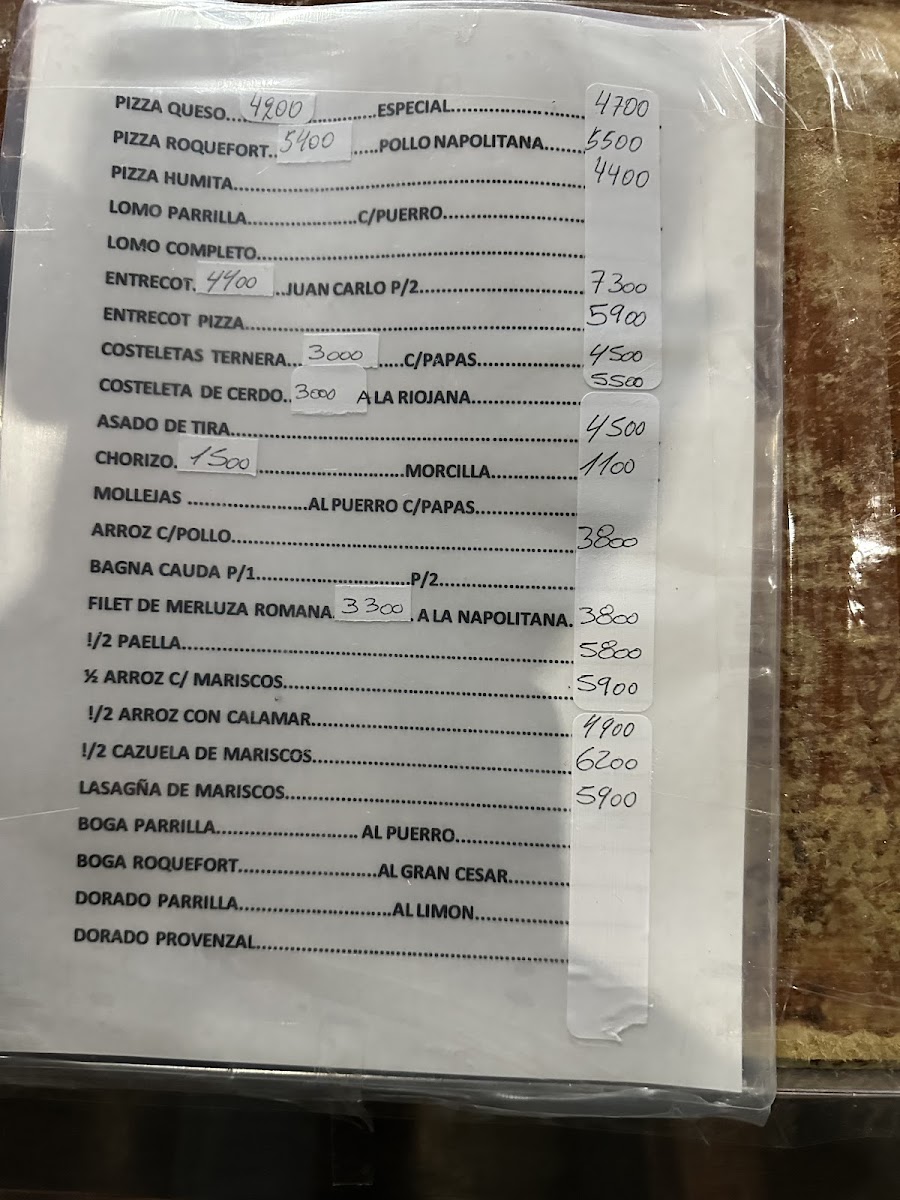 PIZZA QUESO... 4200 ............ESPECIAL.......................... 4700
PIZZA ROQUEFORT.. 5400 .....POLLO NAPOLITANA....... 5500
PIZZA HUMITA............................................................... 4400
LOMO PARRILLA....................C/PUERRO.........................
LOMO COMPLETO..........................................................
ENTRECOT. 4400 ..JUAN CARLO P/2.............................. 7300
ENTRECOT PIZZA............................................................ 5900
COSTELETAS TERNERA... 3000 .....C/PAPAS................... 4500
COSTELETA DE CERDO.. 3000 A LA RIOJANA.................... 5500
ASADO DE TIRA.............................................................. 4500
CHORIZO. 1500 ..........................MORCILLA............... 1100
MOLLEJAS ......................AL PUERRO C/PAPAS..................
ARROZ C/POLLO............................................................. 3800
BAGNA CAUDA P/1............................P/2.........................
FILET DE MERLUZA ROMANA. 3300 . A LA NAPOLITANA. 3800
!/2 PAELLA...................................................................... 5800
½ ARROZ C/ MARISCOS.................................................... 5900
!/2 ARROZ CON CALAMAR............................................... 4900
!/2 CAZUELA DE MARISCOS............................................... 6200
LASAGÑA DE MARISCOS.................................................... 5900
BOGA PARRILLA.......................... AL PUERRO.....................
BOGA ROQUEFORT.........................AL GRAN CESAR...........
DORADO PARRILLA............................AL LIMON.................
DORADO PROVENZAL.........................................................